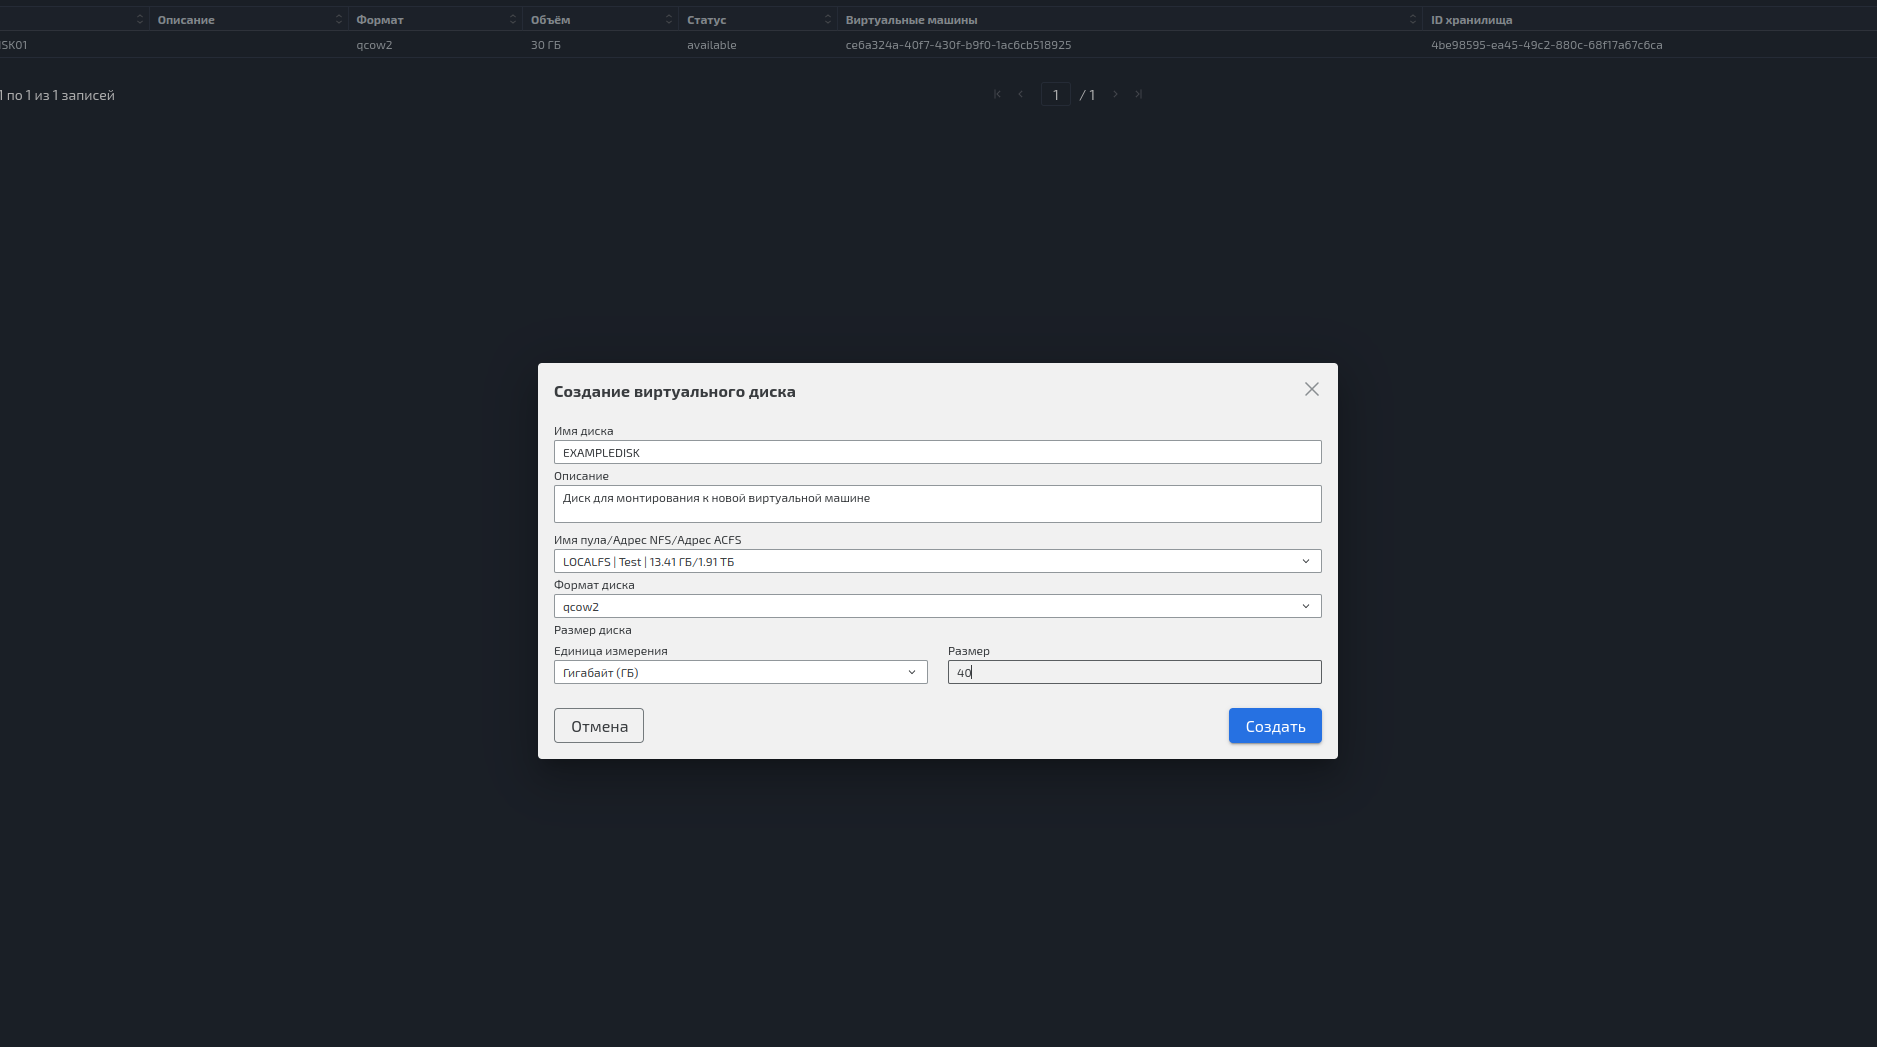 Описание Формат Объём Статус Виртуальные машины ID хранилища
ISK01 qcow2 30 ГБ available ce6a324a-40f7-430f-b9f0-1ac6cb518925 4be98595-ea45-49c2-880c-68f17a67c6ca
1 по 1 из 1 записей 1 / 1
Создание виртуального диска
Имя диска
EXAMPLEDISK
Описание
Диск для монтирования к новой виртуальной машине
Имя пула/Адрес NFS/Адрес ACFS
LOCALFS | Test | 13.41 ГБ/1.91 ТБ
Формат диска
qcow2
Размер диска
Единица измерения Размер
Гигабайт (ГБ) 40
Отмена Создать